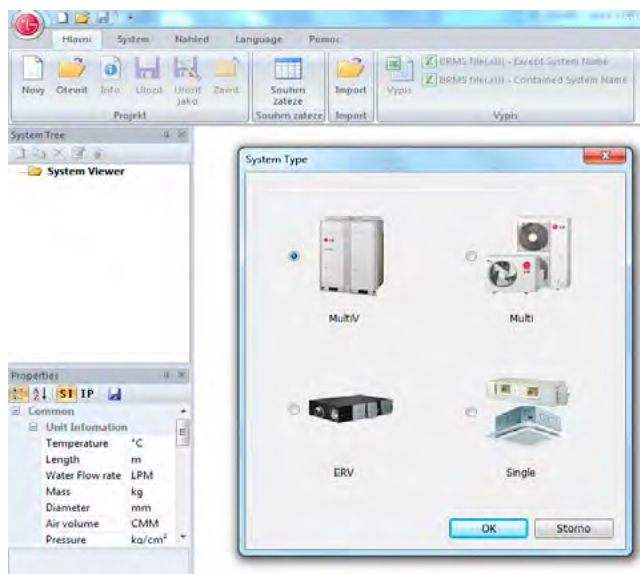 Hlavni System Nahled Language Pomoc
Novy Otevrit Info Ulozit Ulozit jako Zavrit
Projekt
Souhrn zateze
Souhrn zateze
Import
Import
Vypis
BRMS file(.xls) - Except System Name
BRMS file(.xls) - Contained System Name
Vypis
System Tree
System Viewer
System Type
MultiV
Multi
ERV
Single
OK Storno
Properties
SI IP
Common
Unit Infomation
Temperature °C
Length m
Water Flow rate LPM
Mass kg
Diameter mm
Air volume CMM
Pressure kg/cm²